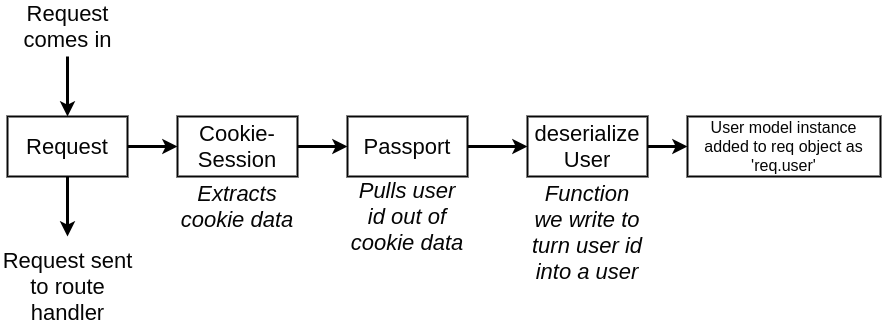 Request
comes in
Request
Cookie-
Session
Passport
deserialize
User
User model instance
added to req object as
'req.user'
Extracts
cookie data
Pulls user
id out of
cookie data
Function
we write to
turn user id
into a user
Request sent
to route
handler